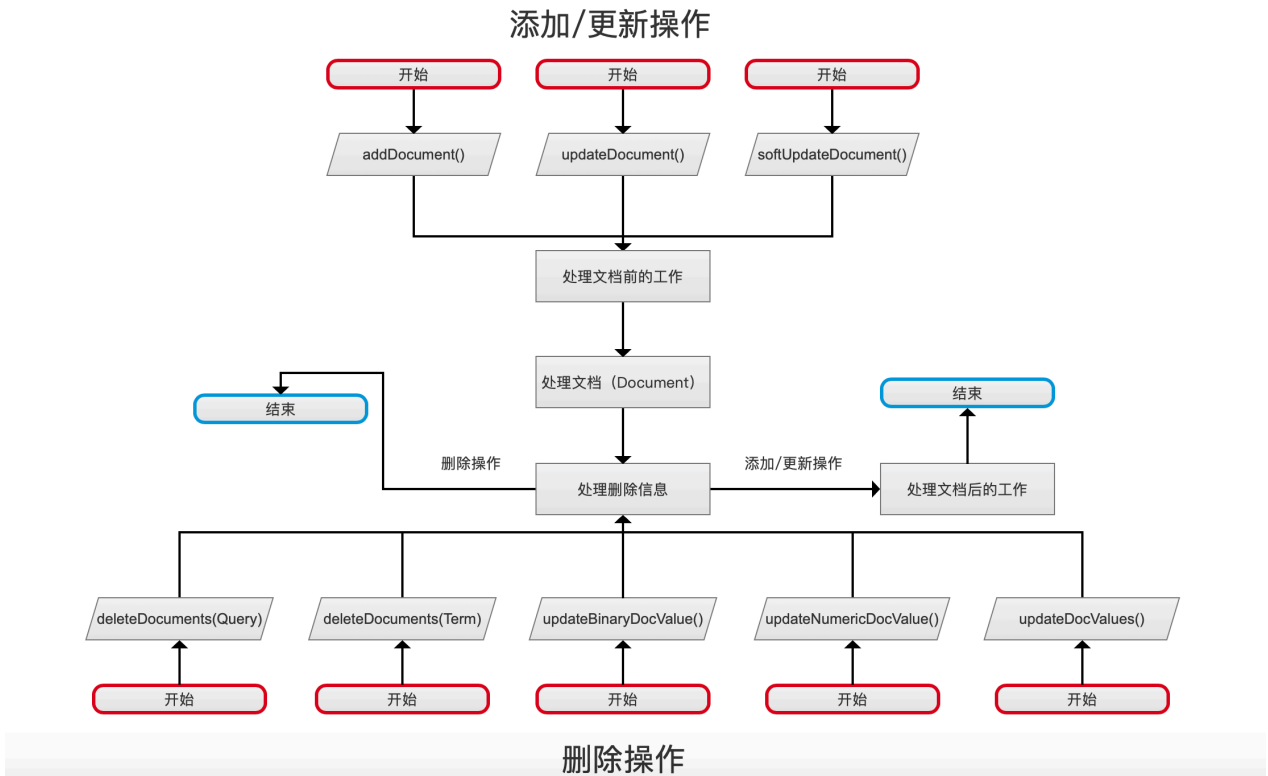 添加/更新操作
开始
开始
开始
addDocument()
updateDocument()
softUpdateDocument()
处理文档前的工作
处理文档（Document）
结束
结束
删除操作
添加/更新操作
处理删除信息
处理文档后的工作
deleteDocuments(Query)
deleteDocuments(Term)
updateBinaryDocValue()
updateNumericDocValue()
updateDocValues()
开始
开始
开始
开始
开始
删除操作